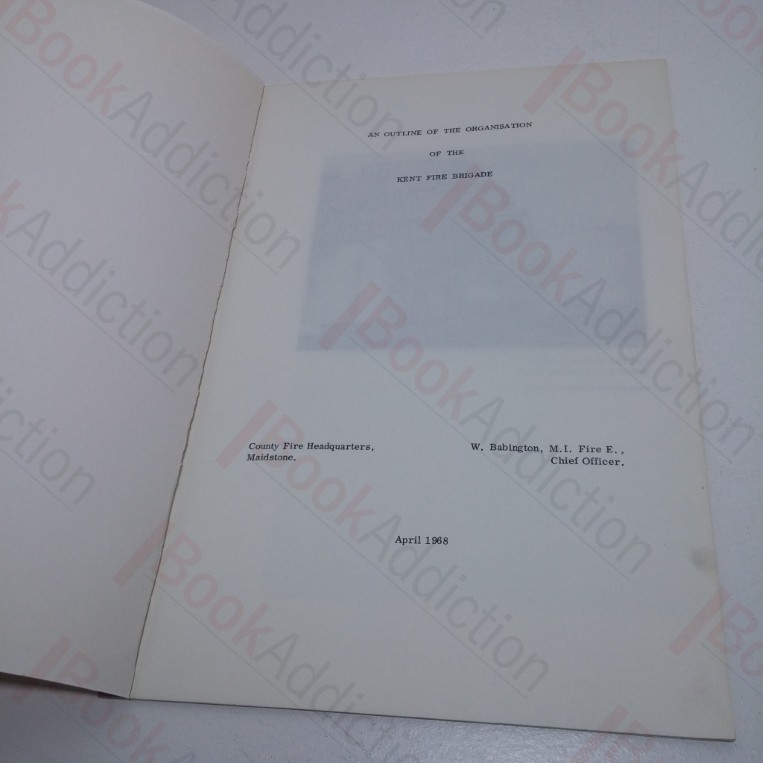 AN OUTLINE OF THE ORGANISATION
OF THE
KENT FIRE BRIGADE
County Fire Headquarters,
Maidstone.
W. Babington, M.I. Fire E.,
Chief Officer.
April 1968
BookAddiction